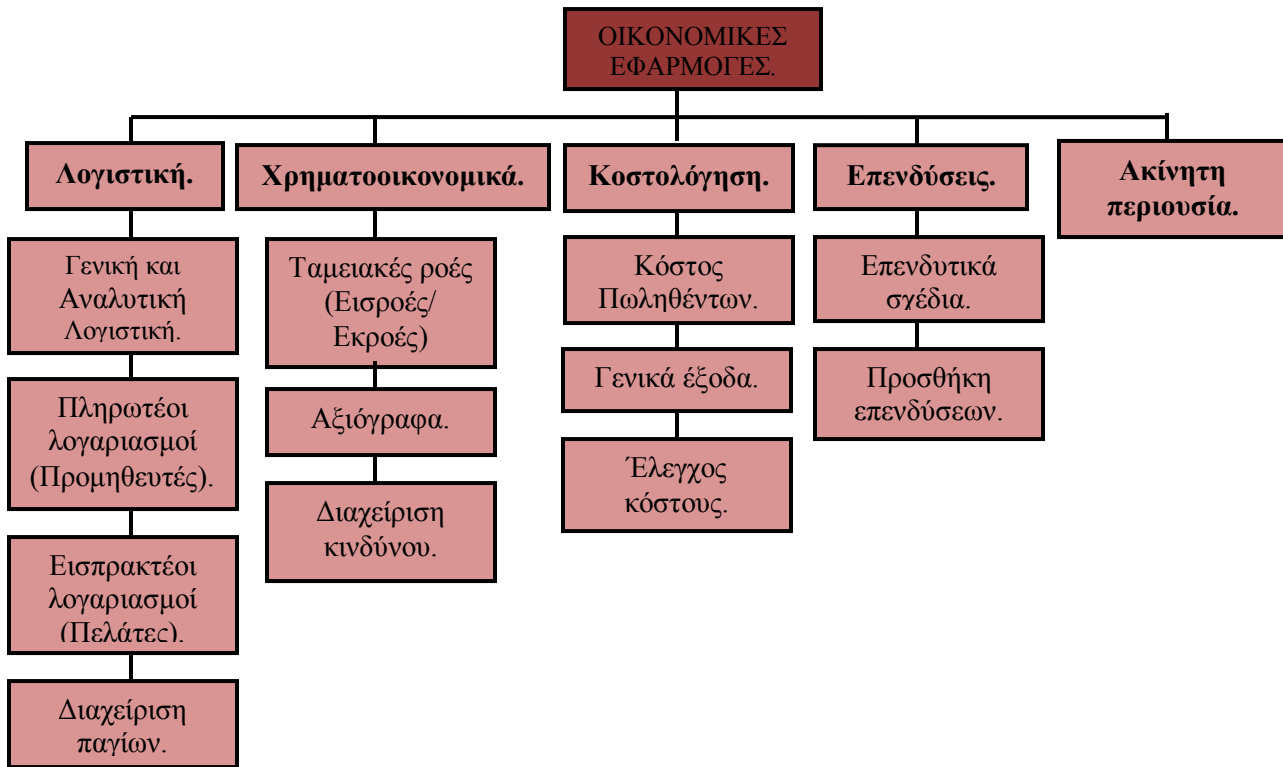 ΟΙΚΟΝΟΜΙΚΕΣ
ΕΦΑΡΜΟΓΕΣ.
Λογιστική.
Χρηματοοικονομικά.
Κοστολόγηση.
Επενδύσεις.
Ακίνητη
περιουσία.
Γενική και
Αναλυτική
Λογιστική.
Πληρωτέοι
λογαριασμοί
(Προμηθευτές).
Εισπρακτέοι
λογαριασμοί
(Πελάτες).
Διαχείριση
παγίων.
Ταμειακές ροές
(Εισροές/
Εκροές)
Αξιόγραφα.
Διαχείριση
κινδύνου.
Κόστος
Πωληθέντων.
Γενικά έξοδα.
Έλεγχος
κόστους.
Επενδυτικά
σχέδια.
Προσθήκη
επενδύσεων.